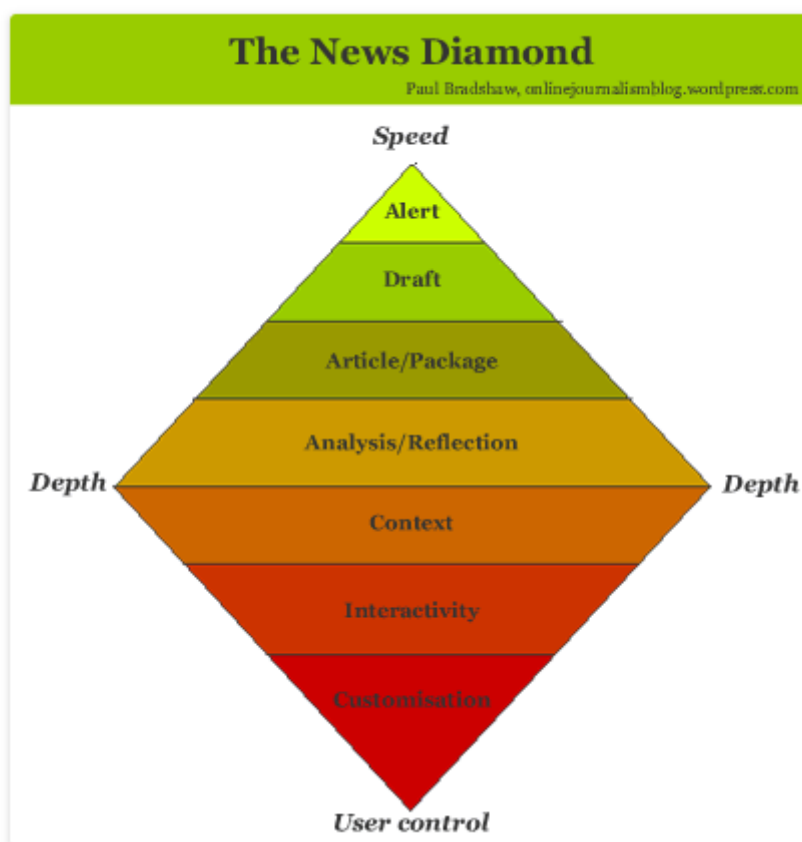 The News Diamond
Paul Bradshaw, onlinejournalismblog.wordpress.com
Speed
Alert
Draft
Article/Package
Analysis/Reflection
Depth
Depth
Context
Interactivity
Customisation
User control